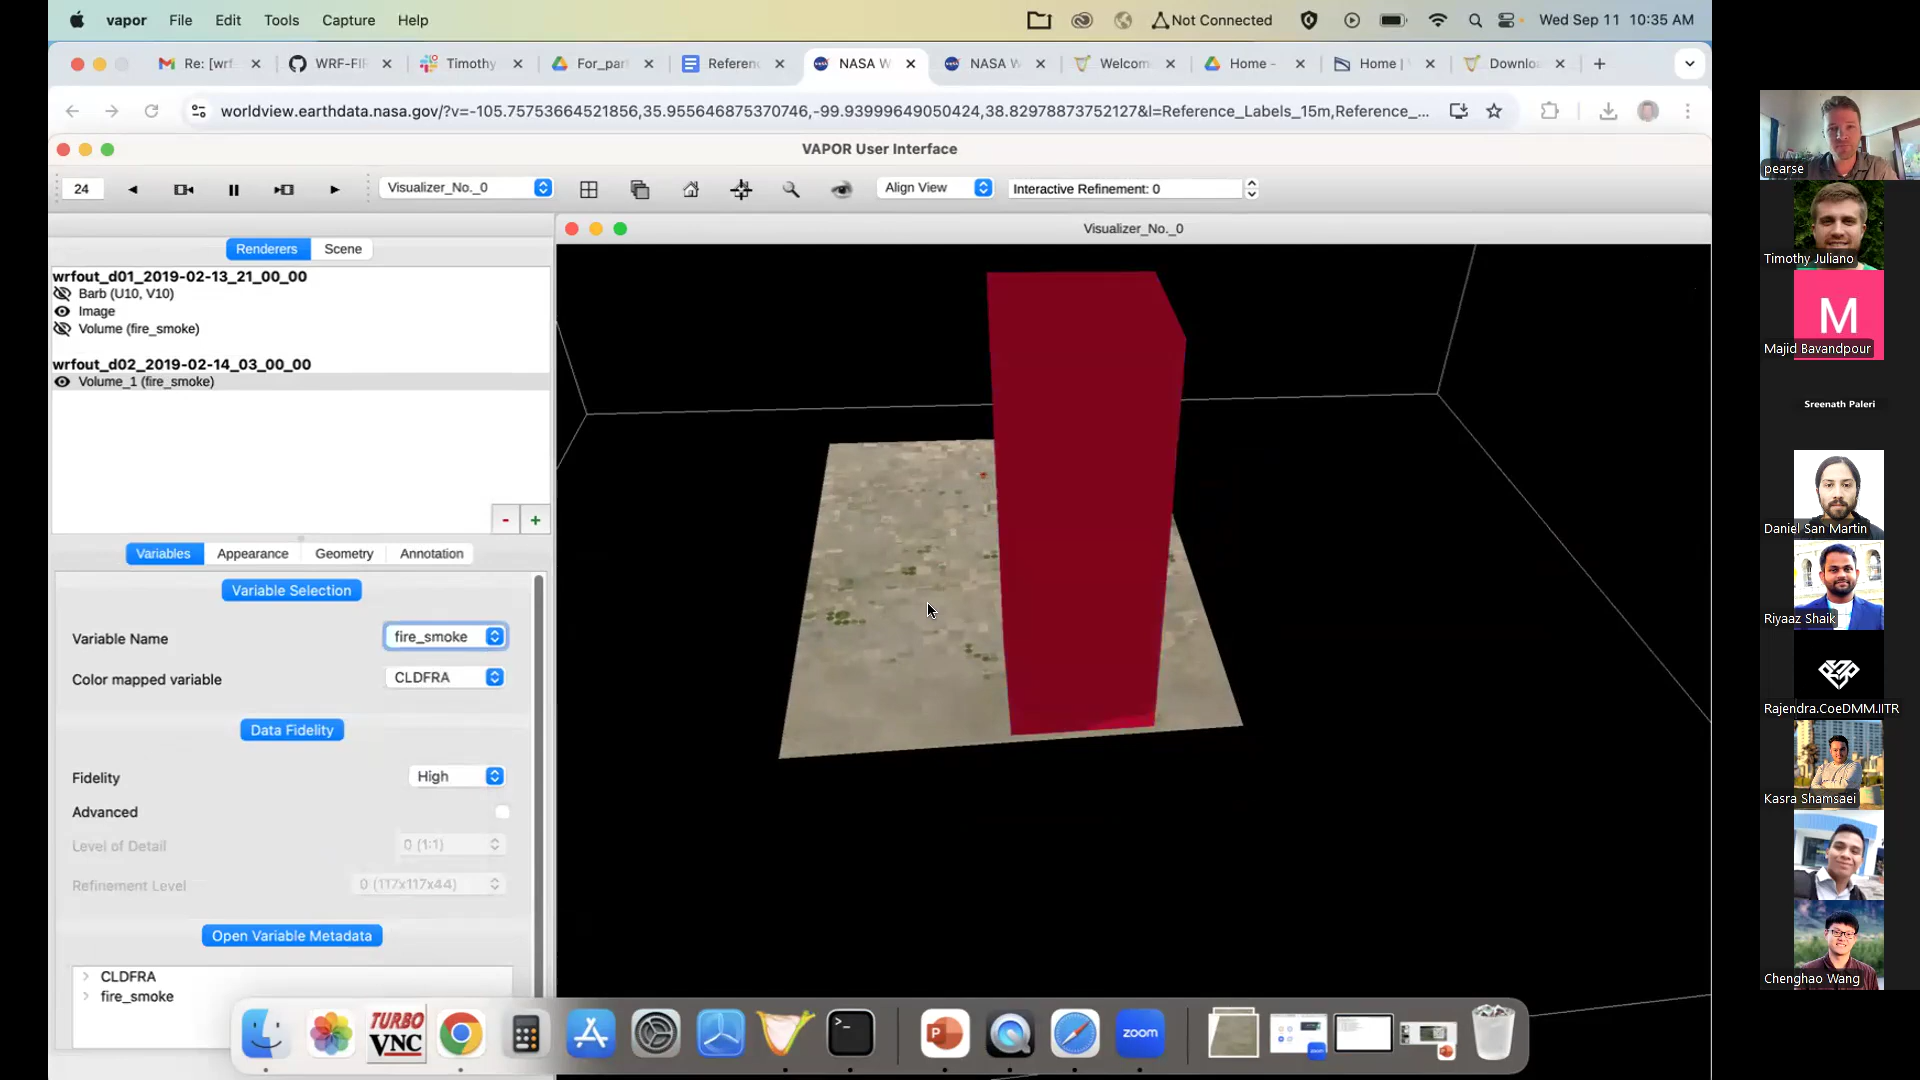 vapor File Edit Tools Capture Help Not Connected Wed Sep 11 10:35 AM
Re: [wrf- WRF-FIR Timothy For_part Referenc NASA W NASA W Welcom Home - Home | Downlo
worldview.earthdata.nasa.gov/?v=-105.75753664521856,35.955646875370746,-99.93999649050424,38.82978873752127&l=Reference_Labels_15m,Reference_...
VAPOR User Interface
24 Visualizer_No._0 Align View Interactive Refinement: 0
Visualizer_No._0
Renderers Scene
wrfout_d01_2019-02-13_21_00_00
Barb (U10, V10)
Image
Volume (fire_smoke)
wrfout_d02_2019-02-14_03_00_00
Volume_1 (fire_smoke)
- +
Variables Appearance Geometry Annotation
Variable Selection
Variable Name fire_smoke
Color mapped variable CLDFRA
Data Fidelity
Fidelity High
Advanced
Level of Detail 0 (1:1)
Refinement Level 0 (117x117x44)
Open Variable Metadata
CLDFRA
fire_smoke
TURBO
VNC
zoom
pearse
Timothy Juliano
M
Majid Bavandpour
Sreenath Paleri
Daniel San Martin
Riyaaz Shaik
Rajendra.CoeDMM.IITR
Kasra Shamsaei
Chenghao Wang